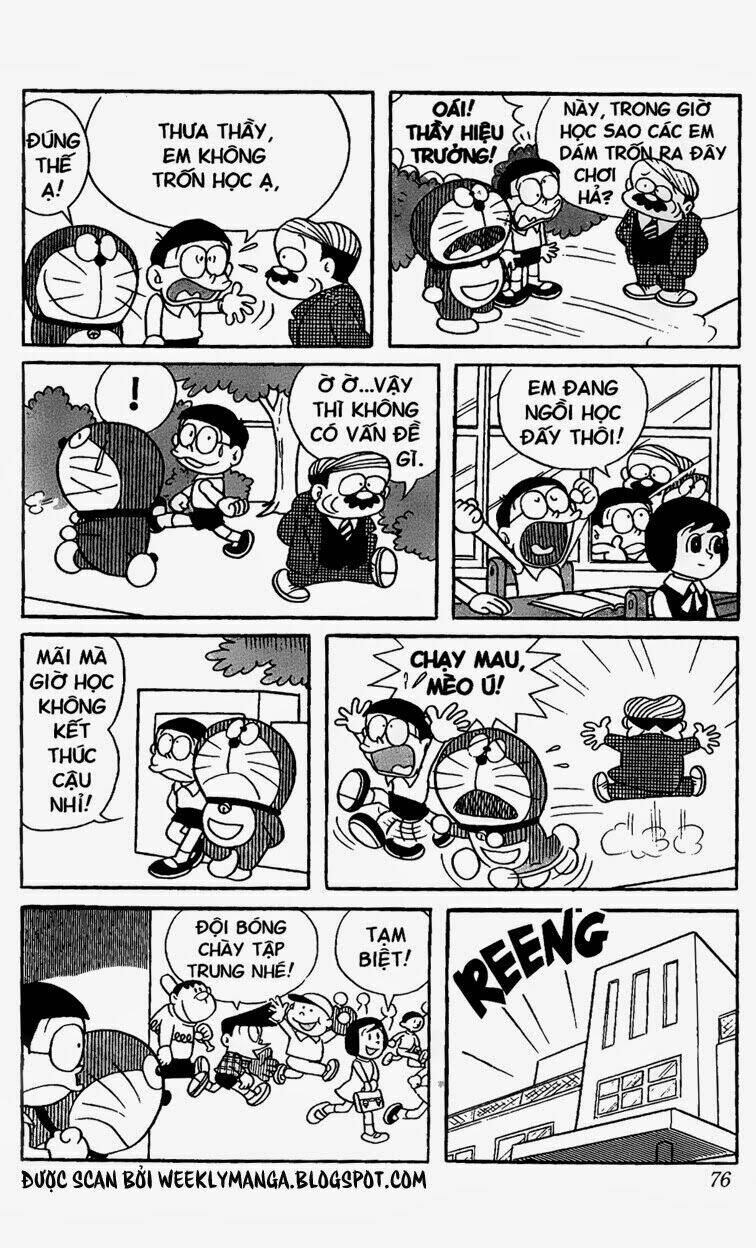 NÀY, TRONG GIỜ
HỌC SAO CÁC EM
DÁM TRỐN RA ĐÂY
CHƠI
HẢ?
OÁI!
THẦY HIỆU
TRƯỞNG!
THƯA THẦY,
EM KHÔNG
TRỐN HỌC Ạ,
ĐÚNG
THẾ
Ạ!
EM ĐANG
NGỒI HỌC
ĐẤY THÔI!
Ờ Ờ...VẬY
THÌ KHÔNG
CÓ VẤN ĐỀ
GÌ.
!
CHẠY MAU,
MÈO Ú!
MÃI MÀ
GIỜ HỌC
KHÔNG
KẾT
THÚC
CẬU
NHỈ!
REENG
TẠM
BIỆT!
ĐỘI BÓNG
CHÀY TẬP
TRUNG NHÉ!
ĐƯỢC SCAN BỞI WEEKLYMANGA.BLOGSPOT.COM
76